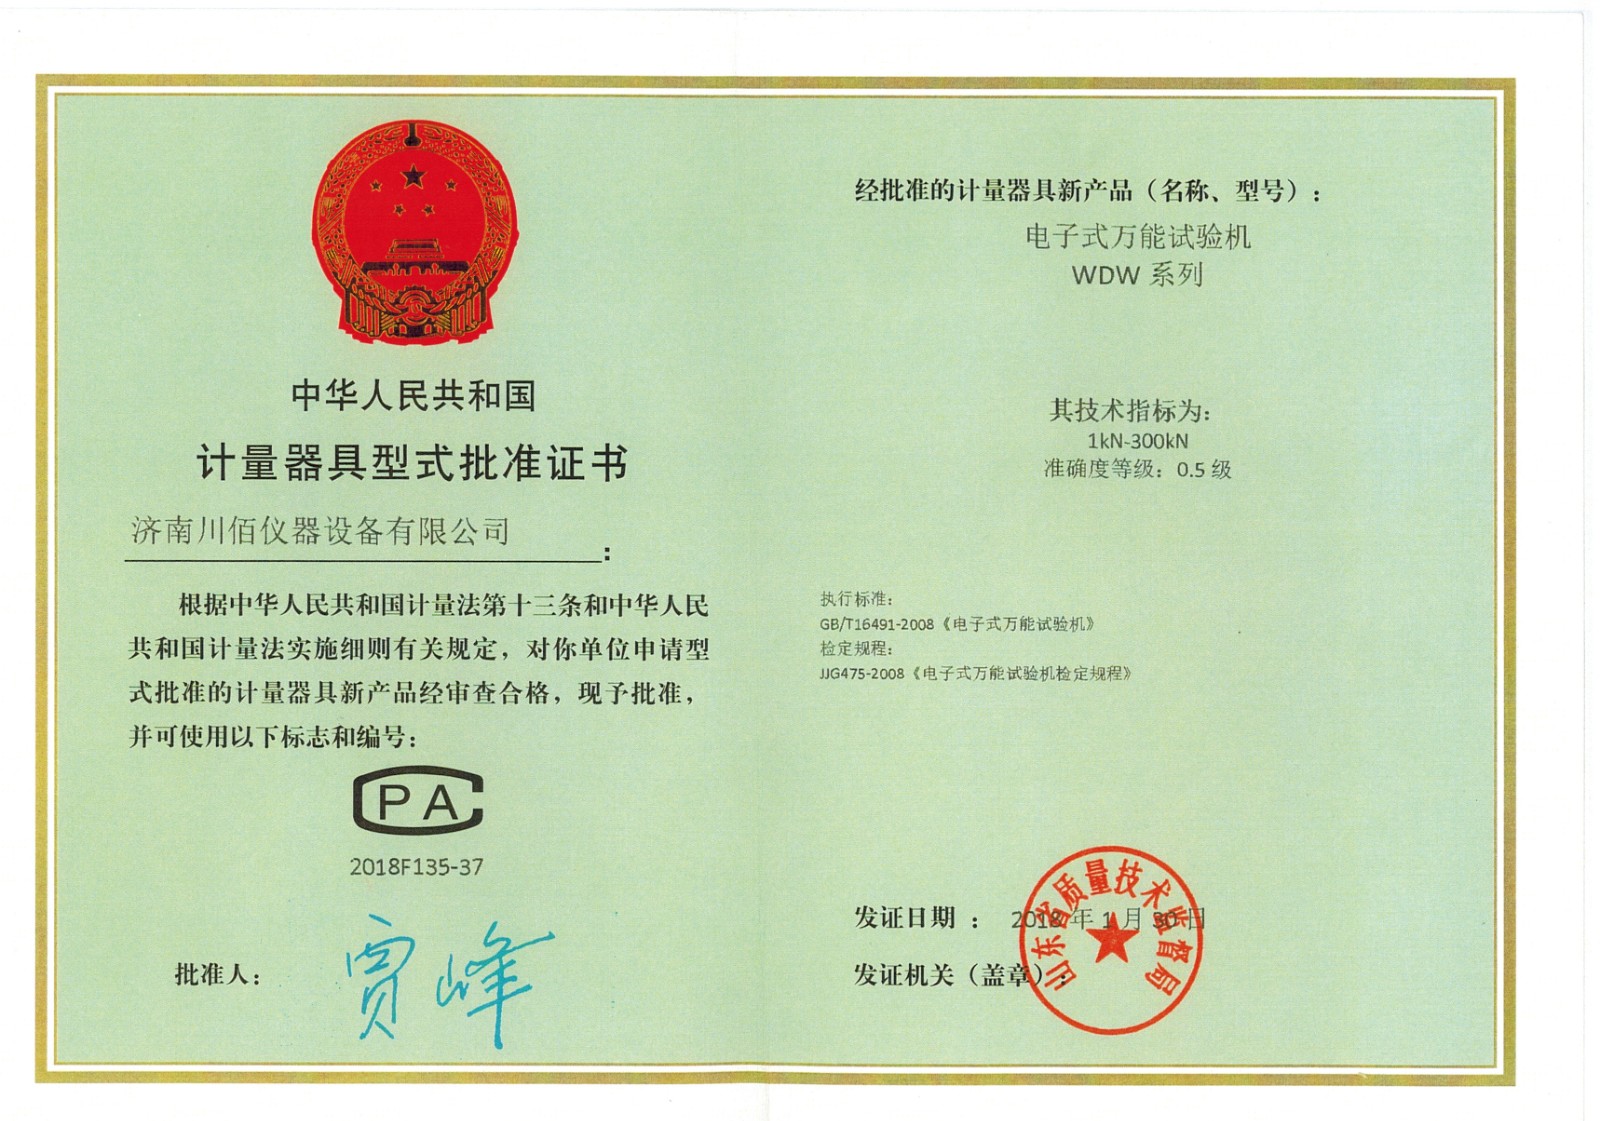 中华人民共和国
计量器具型式批准证书
济南川佰仪器设备有限公司:
根据中华人民共和国计量法第十三条和中华人民
共和国计量法实施细则有关规定，对你单位申请型
式批准的计量器具新产品经审查合格，现予批准，
并可使用以下标志和编号：
CPA
2018F135-37
批准人： 贾峰
经批准的计量器具新产品（名称、型号）：
电子式万能试验机
WDW 系列
其技术指标为：
1kN-300kN
准确度等级：0.5 级
执行标准：
GB/T16491-2008《电子式万能试验机》
检定规程：
JJG475-2008《电子式万能试验机检定规程》
发证日期 ： 2018 年 1 月 30 日
发证机关（盖章）：
山东省质量技术监督局